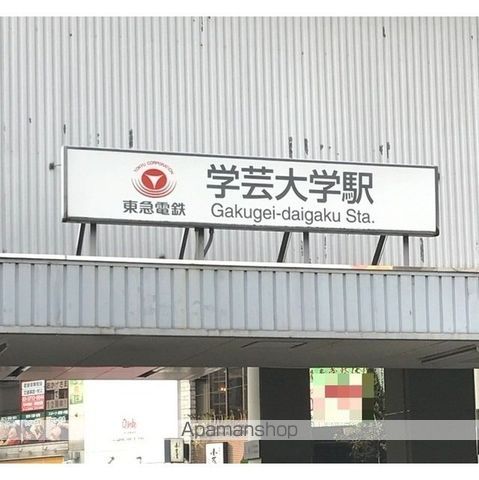 TOKYU CORPORATION
東急電鉄
学芸大学駅
Gakugei-daigaku Sta.
Apamanshop